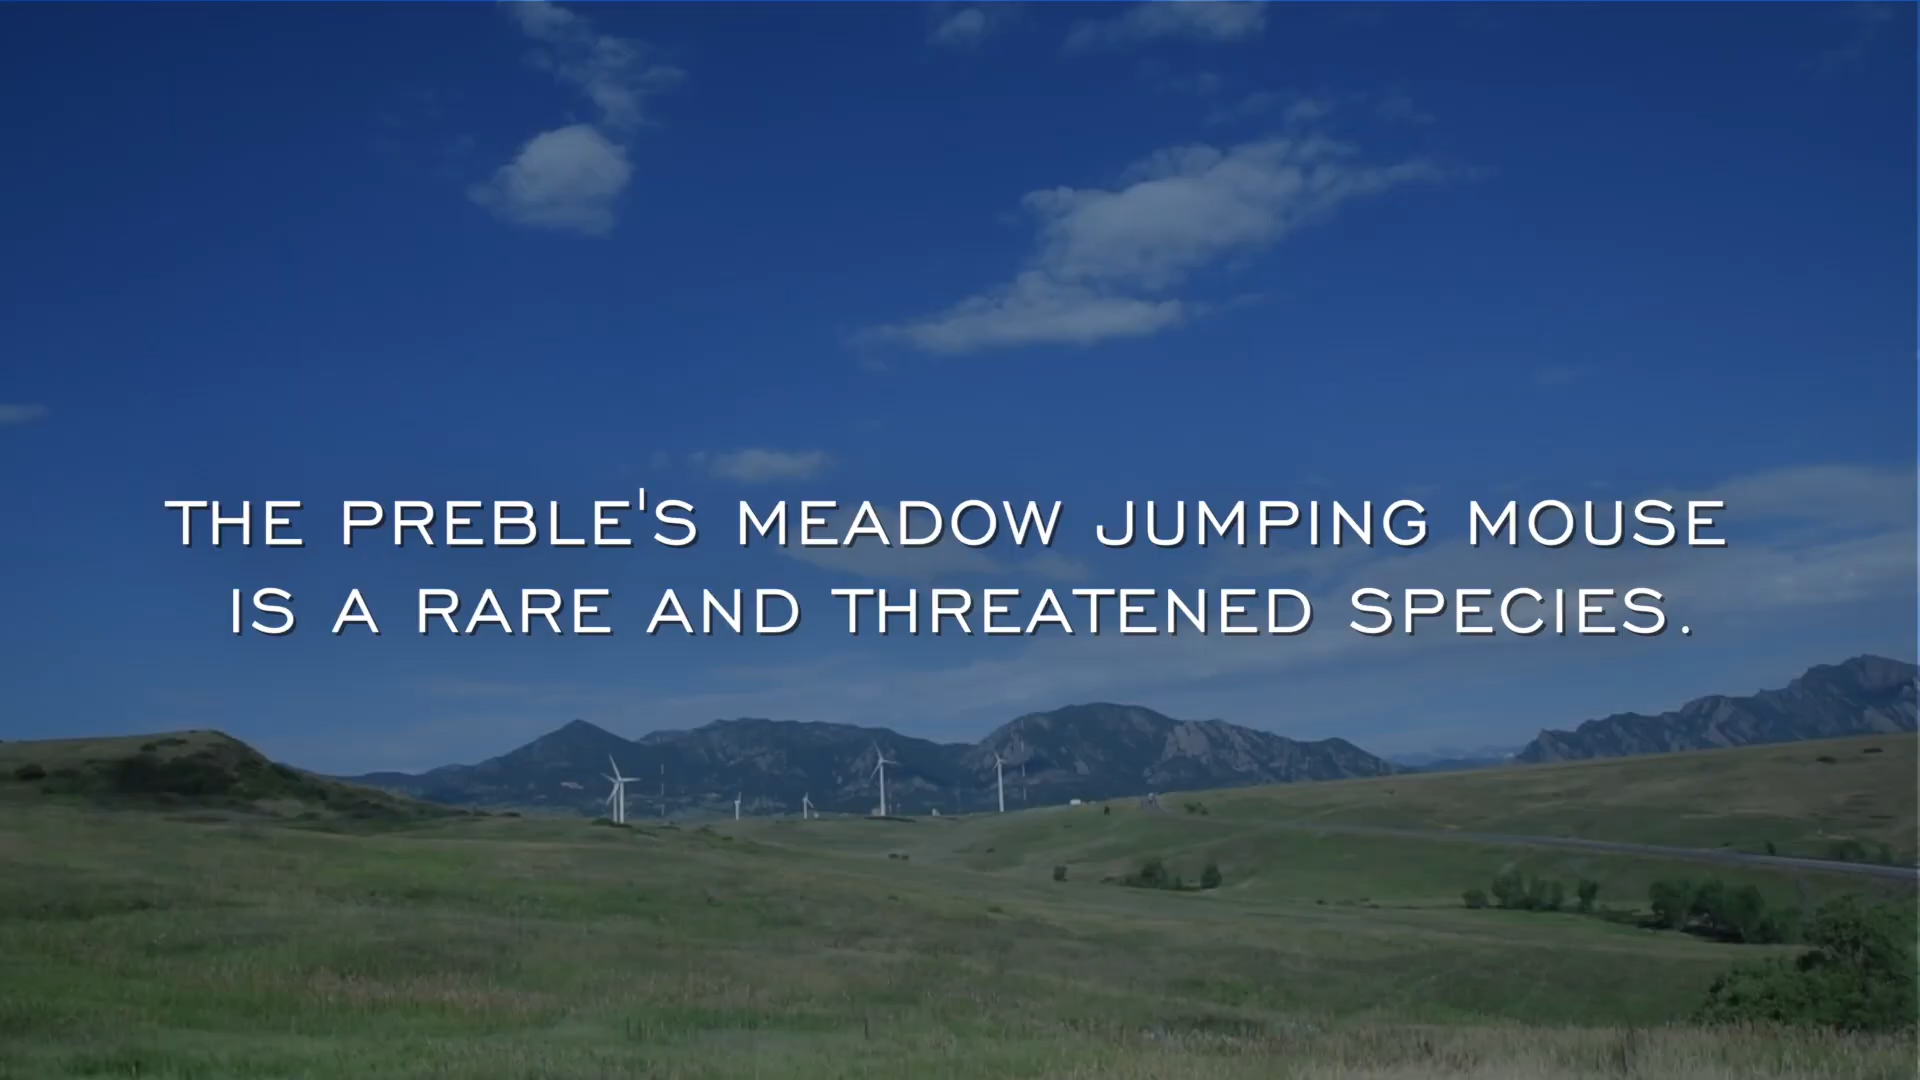 THE PREBLE'S MEADOW JUMPING MOUSE
IS A RARE AND THREATENED SPECIES.